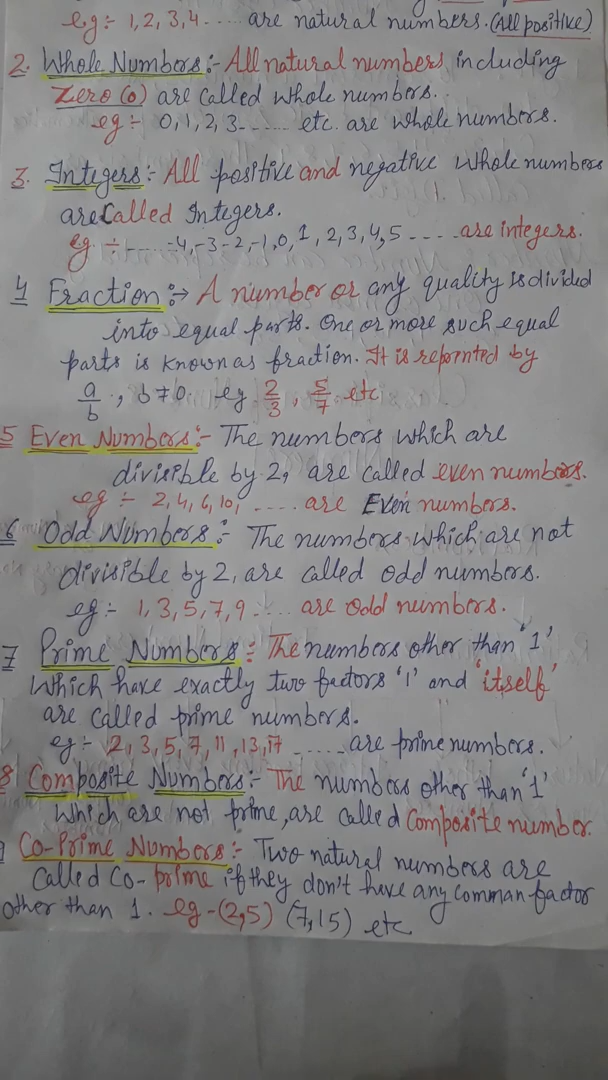 eg:- 1,2,3,4..... are natural numbers.(All positive)
2. Whole Numbers:- All natural numbers including
Zero(0) are called whole numbers.
eg:- 0,1,2,3....... etc. are whole numbers.
3. Integers:- All positive and negative whole numbers
are Called Integers.
eg ÷ ......-4,-3-2,-1,0,1,2,3,4,5 ..... are integers.
4 Fraction:→ A number or any quality is divided
into equal parts. One or more such equal
parts is known as fraction. It is reprinted by
a/b, b≠0 eg. 2/3, 5/7 etc
5 Even Numbers:- The numbers which are
divisible by 2, are called even numbers.
eg ÷ 2,4,6,10, ..... are Even numbers.
6 Odd Numbers:- The numbers which are not
divisible by 2, are called odd numbers.
eg:- 1,3,5,7,9..... are odd numbers.
7 Prime Numbers:- The numbers other than '1'
Which have exactly two factors '1' and 'itself'
are called prime numbers.
eg:- 2,3,5,7,11,13,17 ...... are prime numbers.
8 Composite Numbers:- The numbers other than '1'
Which are not prime, are called Composite number.
9 Co-Prime Numbers:- Two natural numbers are
Called Co-prime if they don't have any comman factor
other than 1. eg-(2,5) (7,15) etc